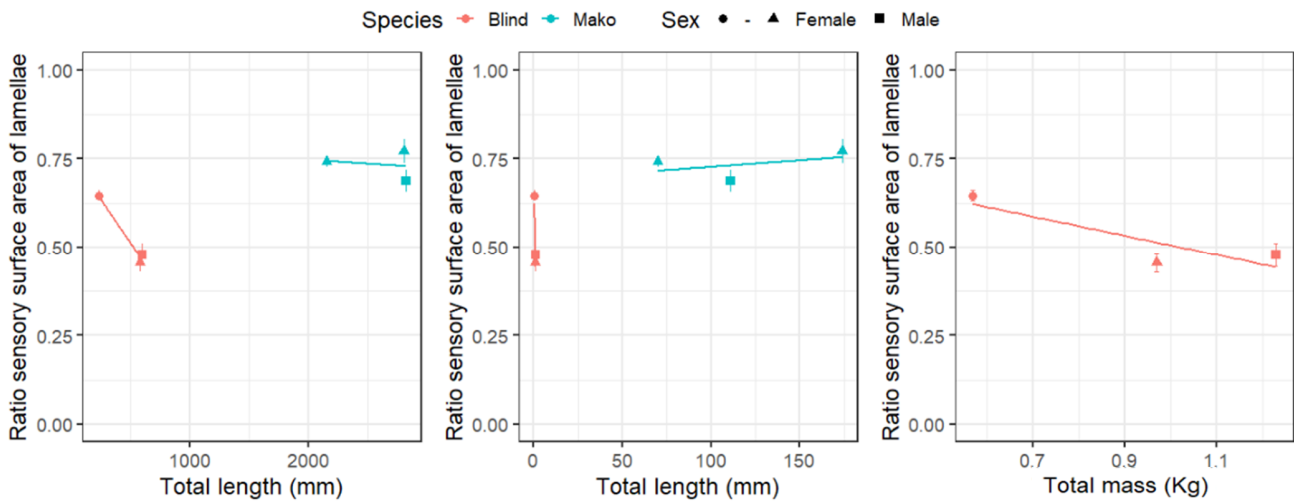 Species Blind Mako Sex - Female Male
Ratio sensory surface area of lamellae
1.00
0.75
0.50
0.25
0.00
1000 2000
Total length (mm)
Ratio sensory surface area of lamellae
1.00
0.75
0.50
0.25
0.00
0 50 100 150
Total length (mm)
Ratio sensory surface area of lamellae
1.00
0.75
0.50
0.25
0.00
0.7 0.9 1.1
Total mass (Kg)